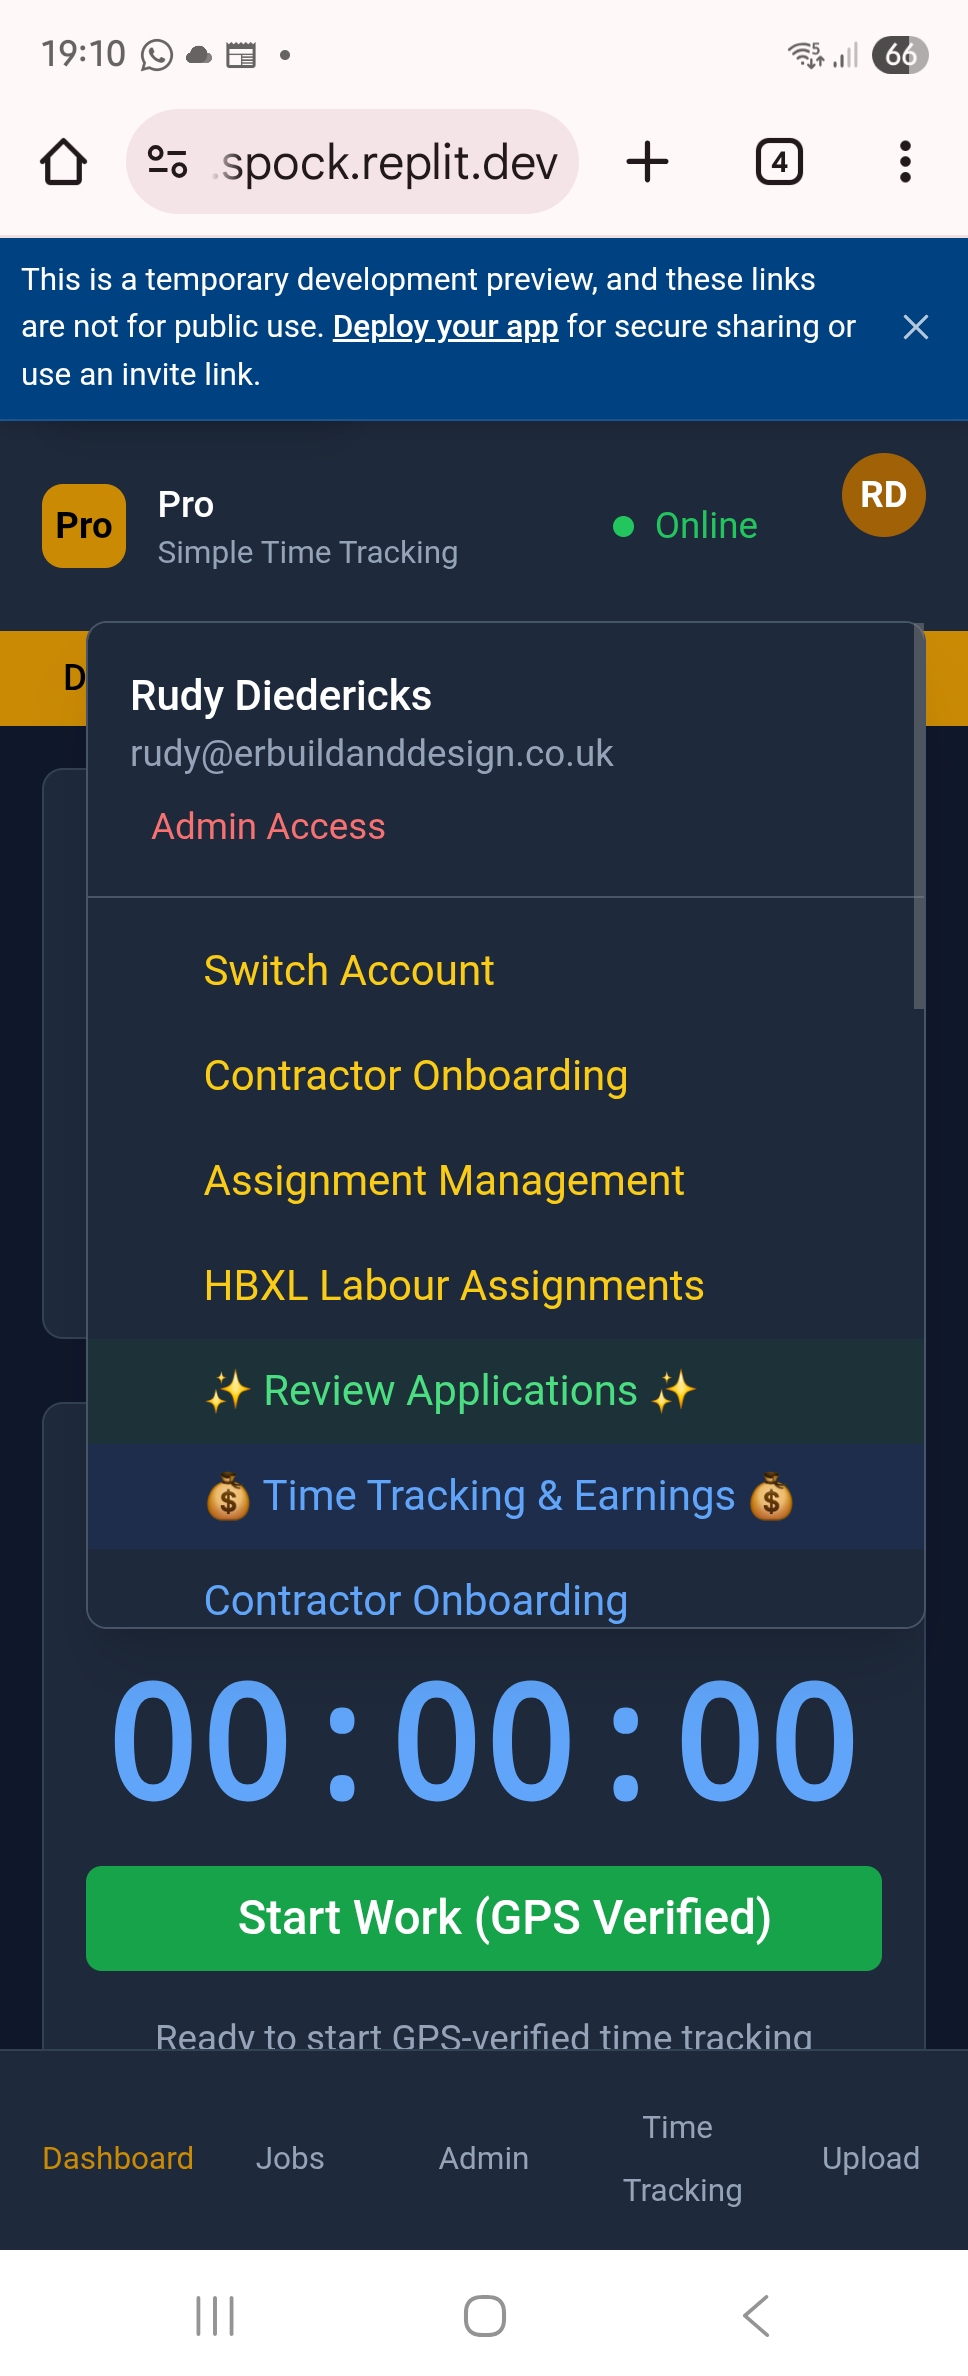 19:10
5
66
.spock.replit.dev
4
This is a temporary development preview, and these links
are not for public use. Deploy your app for secure sharing or
use an invite link.
Pro
Pro
Simple Time Tracking
Online
RD
D
Rudy Diedericks
rudy@erbuildanddesign.co.uk
Admin Access
Switch Account
Contractor Onboarding
Assignment Management
HBXL Labour Assignments
✨ Review Applications ✨
💰 Time Tracking & Earnings 💰
Contractor Onboarding
00:00:00
Start Work (GPS Verified)
Ready to start GPS-verified time tracking
Dashboard
Jobs
Admin
Time
Tracking
Upload